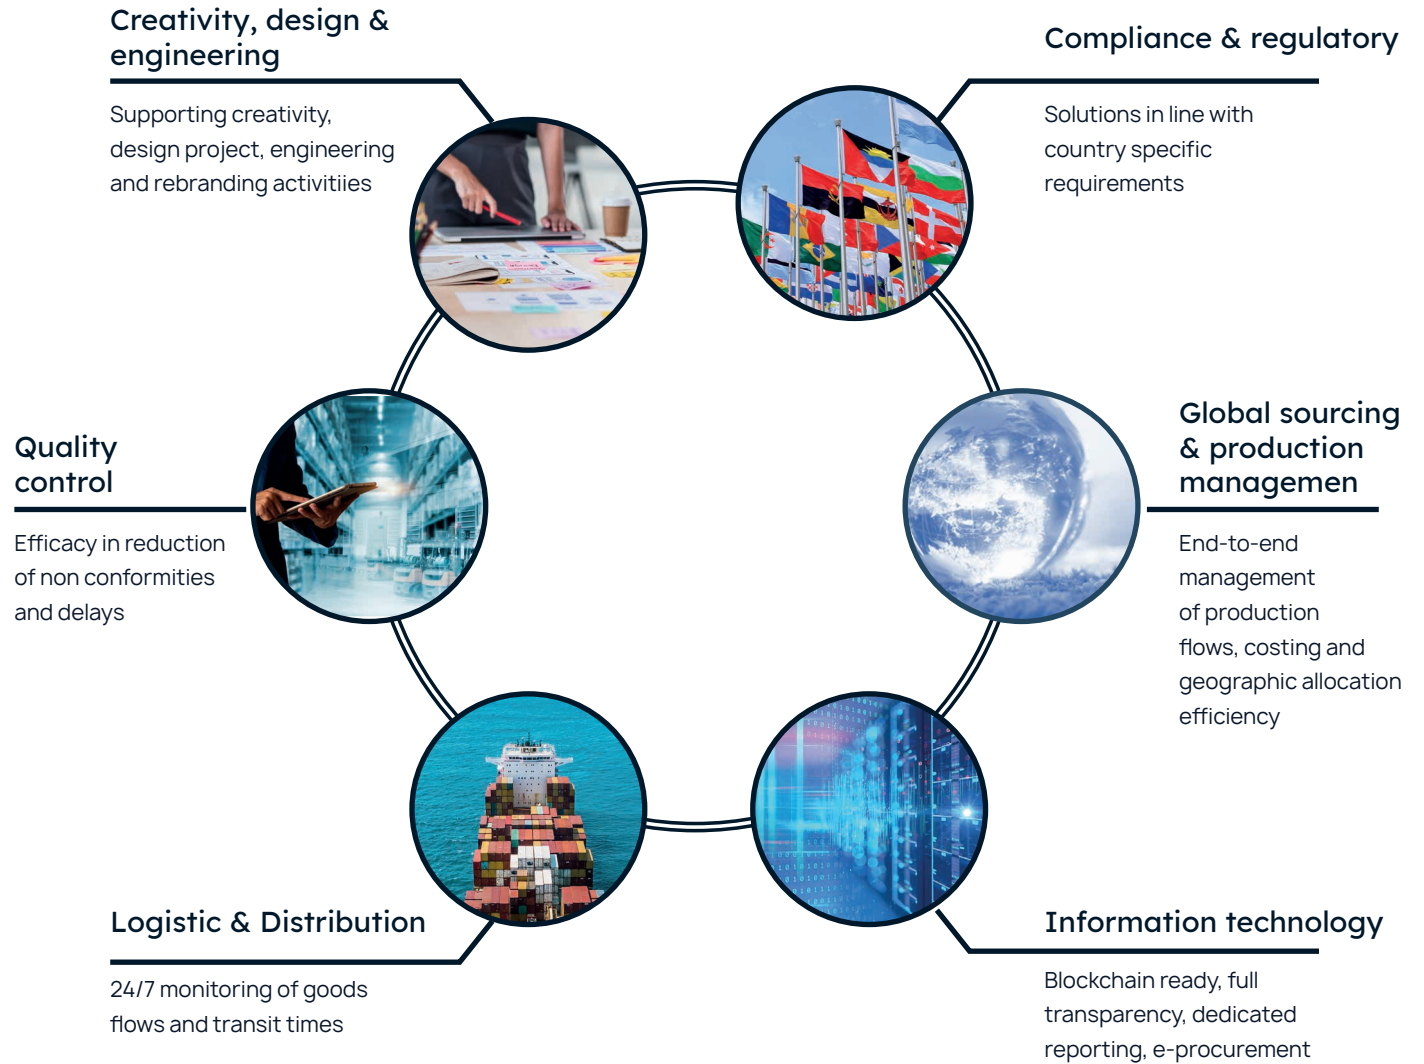 Creativity, design &
engineering
Supporting creativity,
design project, engineering
and rebranding activitiies
Compliance & regulatory
Solutions in line with
country specific
requirements
Quality
control
Efficacy in reduction
of non conformities
and delays
Global sourcing
& production
managemen
End-to-end
management
of production
flows, costing and
geographic allocation
efficiency
Logistic & Distribution
24/7 monitoring of goods
flows and transit times
Information technology
Blockchain ready, full
transparency, dedicated
reporting, e-procurement